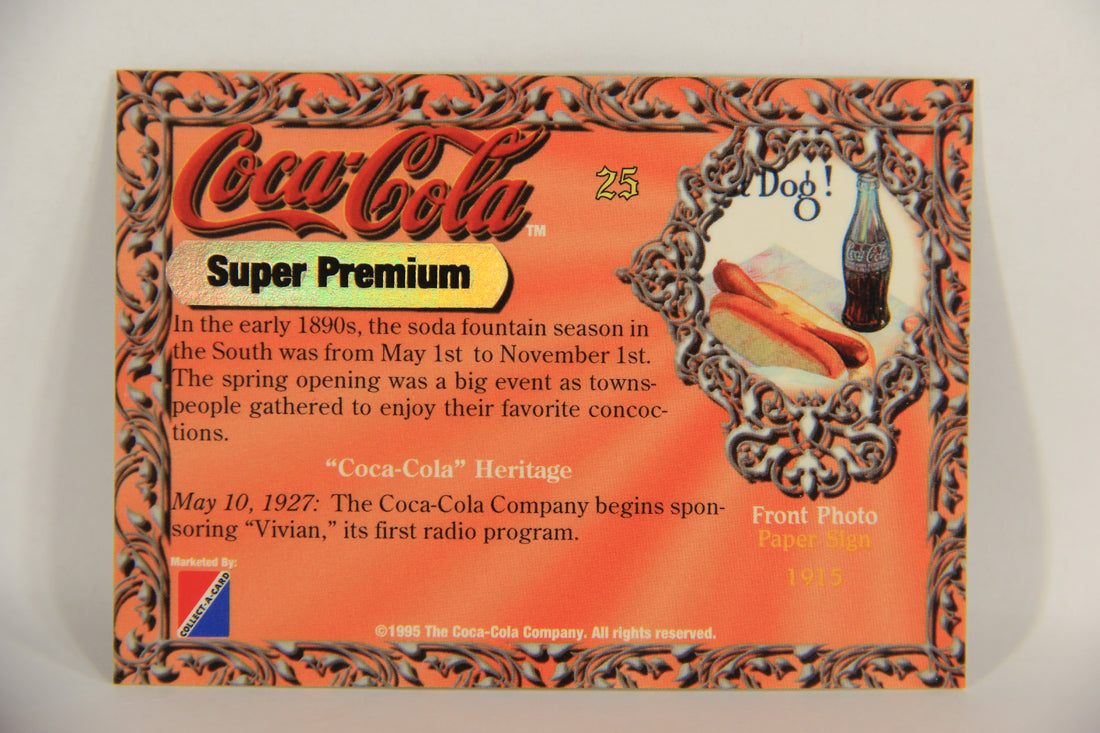 Coca-Cola™
25
Super Premium
In the early 1890s, the soda fountain season in
the South was from May 1st to November 1st.
The spring opening was a big event as towns-
people gathered to enjoy their favorite concoc-
tions.
“Coca-Cola” Heritage
May 10, 1927: The Coca-Cola Company begins spon-
soring “Vivian,” its first radio program.
Dog!
Coca-Cola
Front Photo
Paper Sign
1915
Marketed By:
COLLECT-A-CARD
©1995 The Coca-Cola Company. All rights reserved.